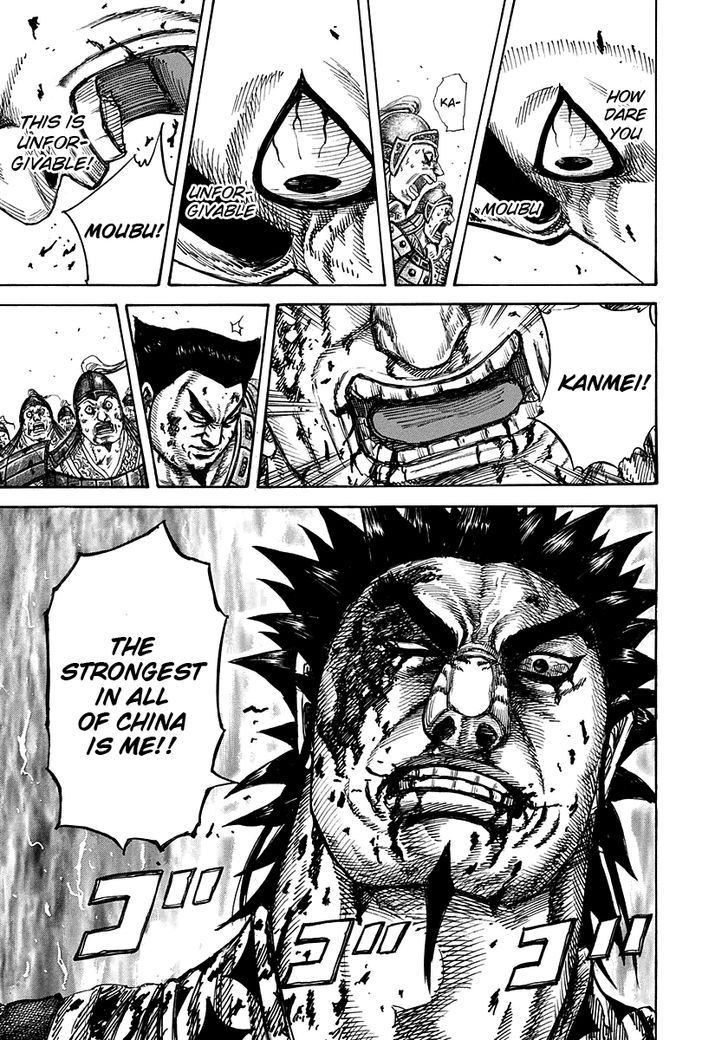 HOW
DARE
YOU
MOUBU
KA-
UNFOR-
GIVABLE
THIS IS
UNFOR-
GIVABLE!
MOUBU!
KANMEI!
THE
STRONGEST
IN ALL
OF CHINA
IS ME!!
ゴ゙ ゴ゙ ゴ゙